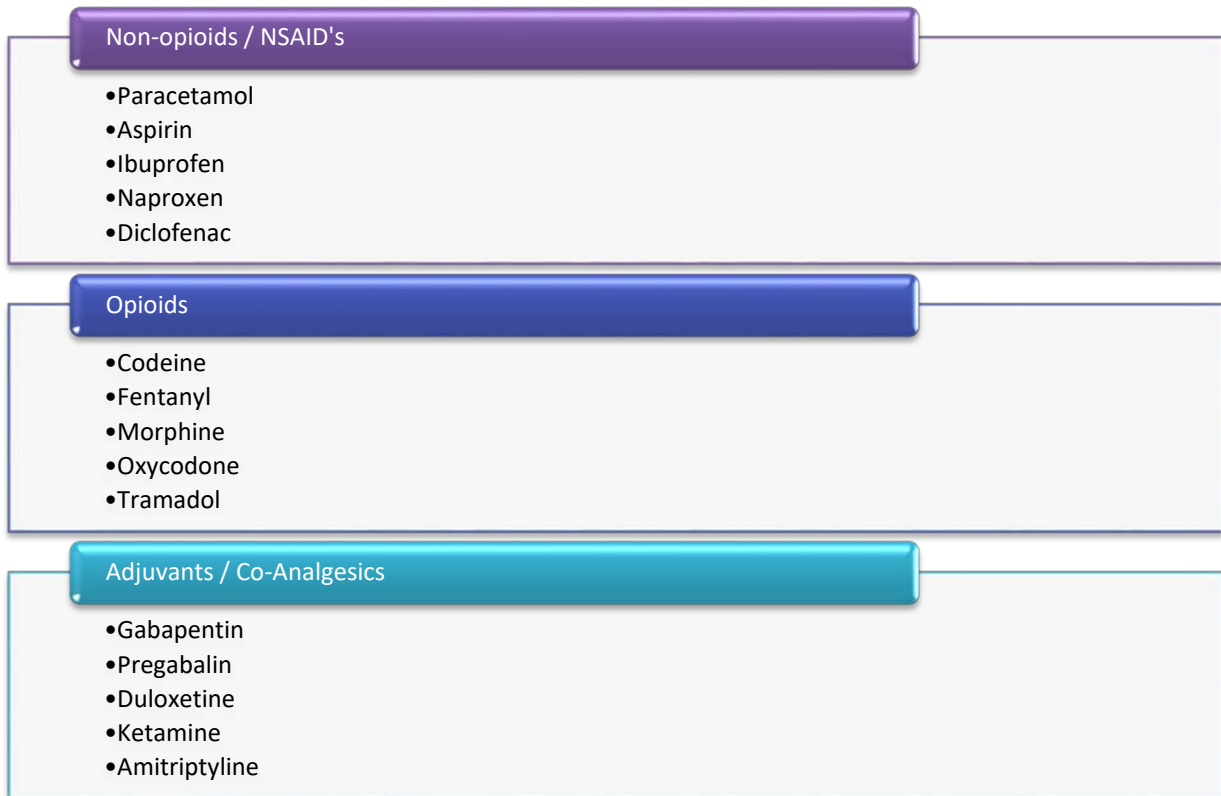 Non-opioids / NSAID's
•Paracetamol
•Aspirin
•Ibuprofen
•Naproxen
•Diclofenac
Opioids
•Codeine
•Fentanyl
•Morphine
•Oxycodone
•Tramadol
Adjuvants / Co-Analgesics
•Gabapentin
•Pregabalin
•Duloxetine
•Ketamine
•Amitriptyline